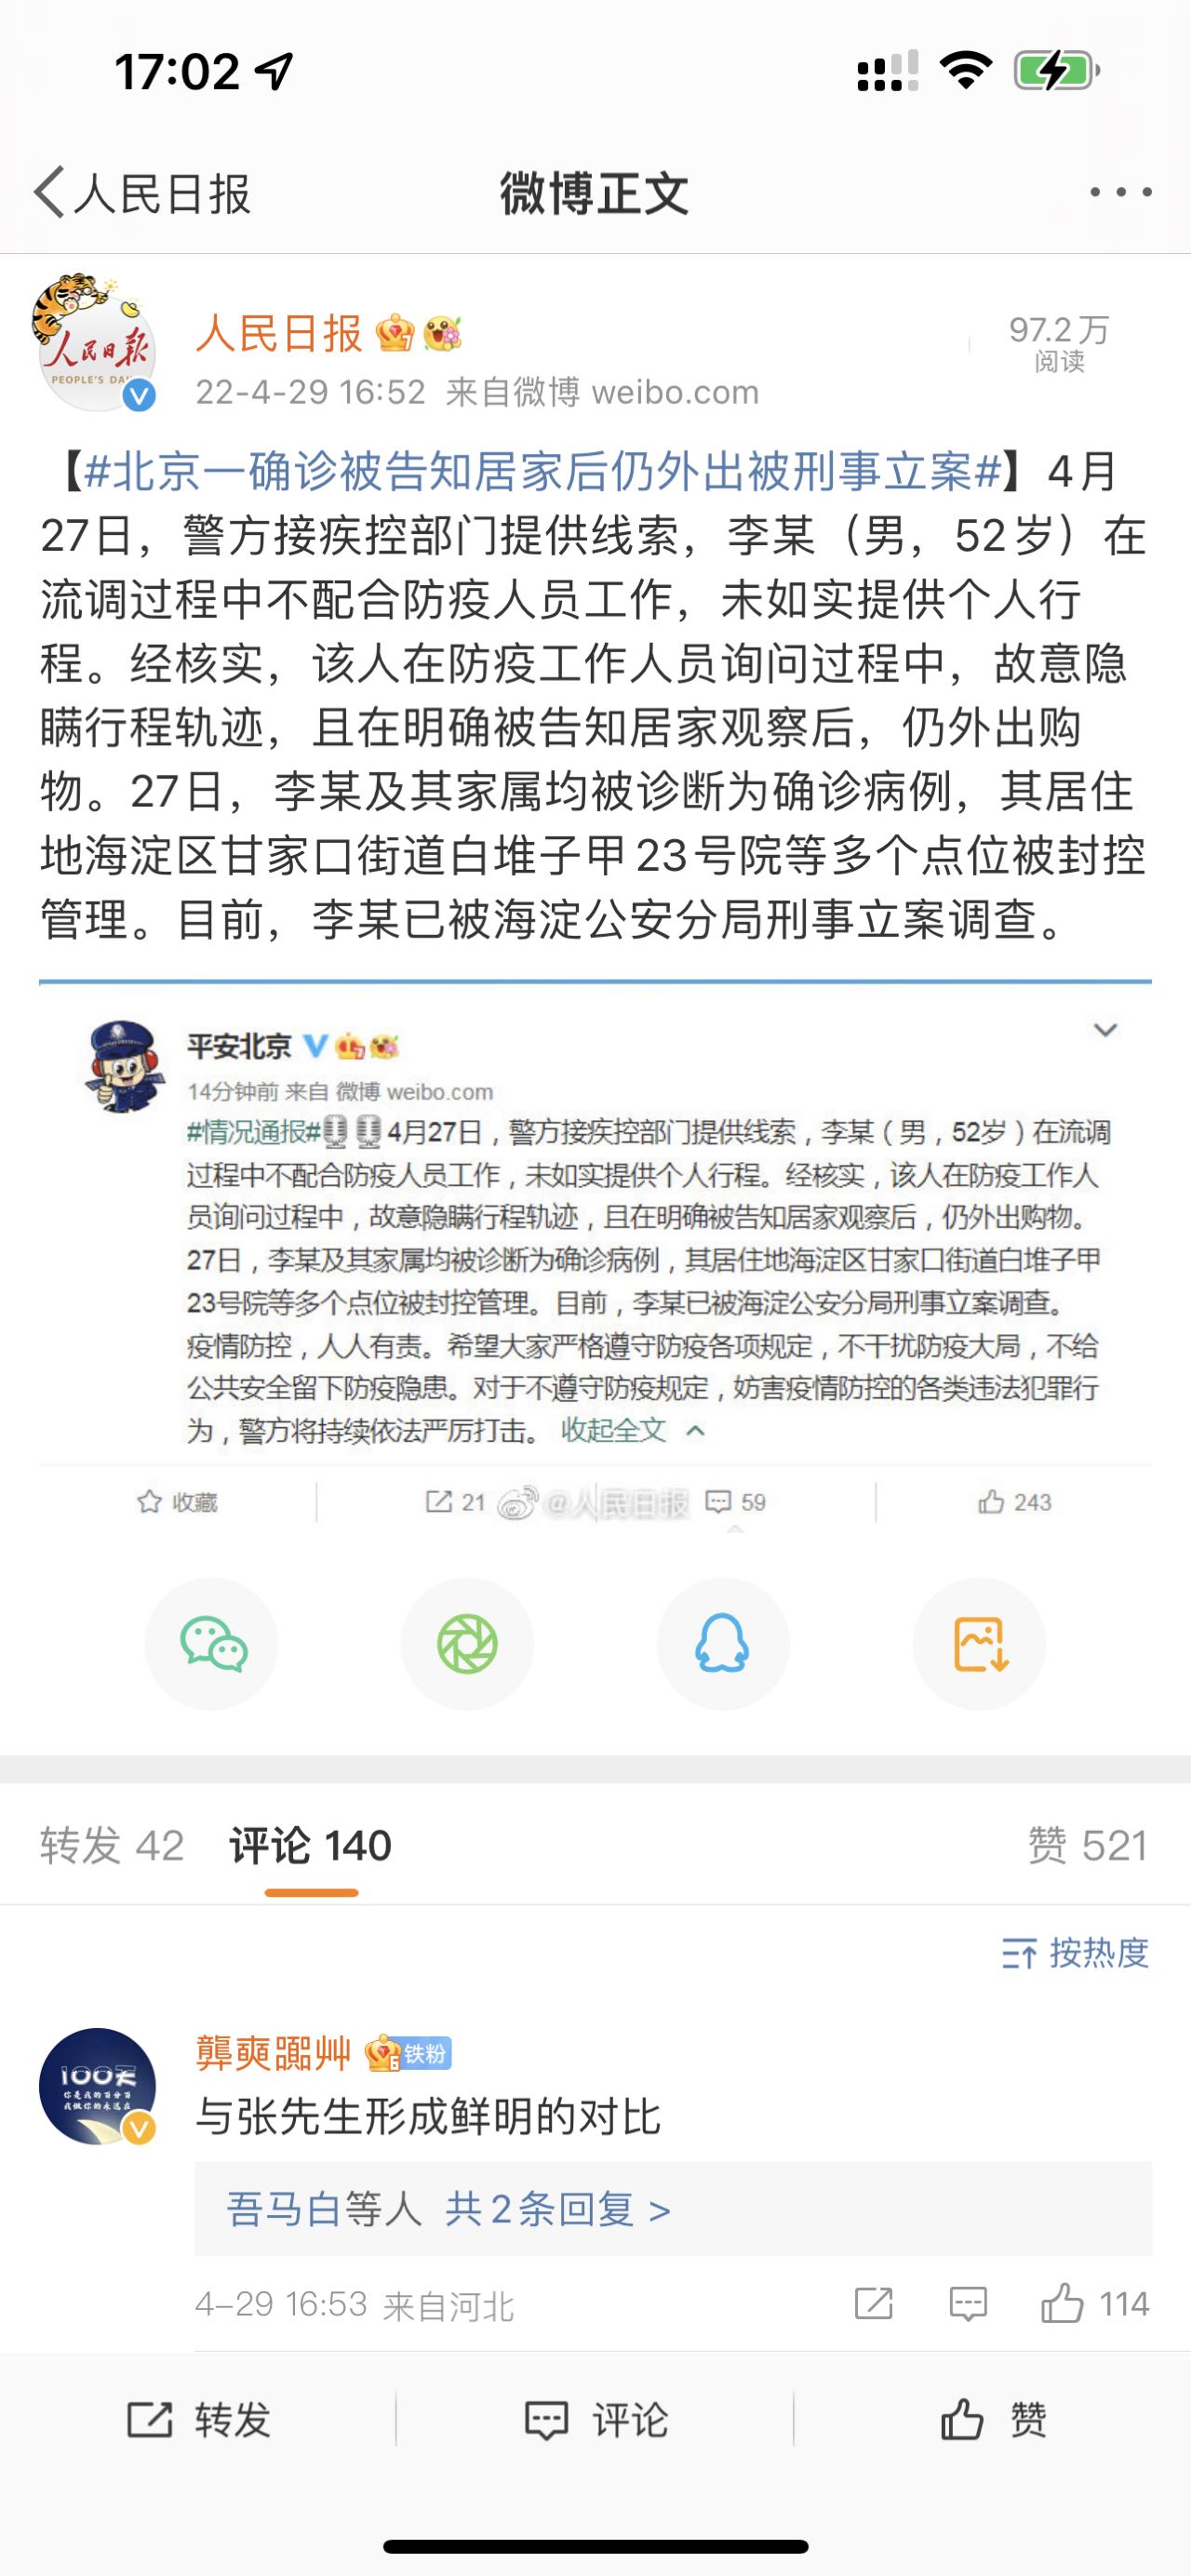 17:02
人民日报
微博正文
人民日报
PEOPLE'S DA
人民日报
22-4-29 16:52 来自微博 weibo.com
97.2万
阅读
【#北京一确诊被告知居家后仍外出被刑事立案#】4月
27日，警方接疾控部门提供线索，李某（男，52岁）在
流调过程中不配合防疫人员工作，未如实提供个人行
程。经核实，该人在防疫工作人员询问过程中，故意隐
瞒行程轨迹，且在明确被告知居家观察后，仍外出购
物。27日，李某及其家属均被诊断为确诊病例，其居住
地海淀区甘家口街道白堆子甲23号院等多个点位被封控
管理。目前，李某已被海淀公安分局刑事立案调查。
平安北京
14分钟前 来自 微博 weibo.com
#情况通报#🎙🎙4月27日，警方接疾控部门提供线索，李某（男，52岁）在流调
过程中不配合防疫人员工作，未如实提供个人行程。经核实，该人在防疫工作人
员询问过程中，故意隐瞒行程轨迹，且在明确被告知居家观察后，仍外出购物。
27日，李某及其家属均被诊断为确诊病例，其居住地海淀区甘家口街道白堆子甲
23号院等多个点位被封控管理。目前，李某已被海淀公安分局刑事立案调查。
疫情防控，人人有责。希望大家严格遵守防疫各项规定，不干扰防疫大局，不给
公共安全留下防疫隐患。对于不遵守防疫规定，妨害疫情防控的各类违法犯罪行
为，警方将持续依法严厉打击。 收起全文
收藏 21 @人民日报 59 243
转发 42 评论 140 赞 521
按热度
100天
你是我的百分百
我做你的永远在
龔爽 铁粉
与张先生形成鲜明的对比
吾马白等人 共2条回复 >
4-29 16:53 来自河北 114
转发 评论 赞